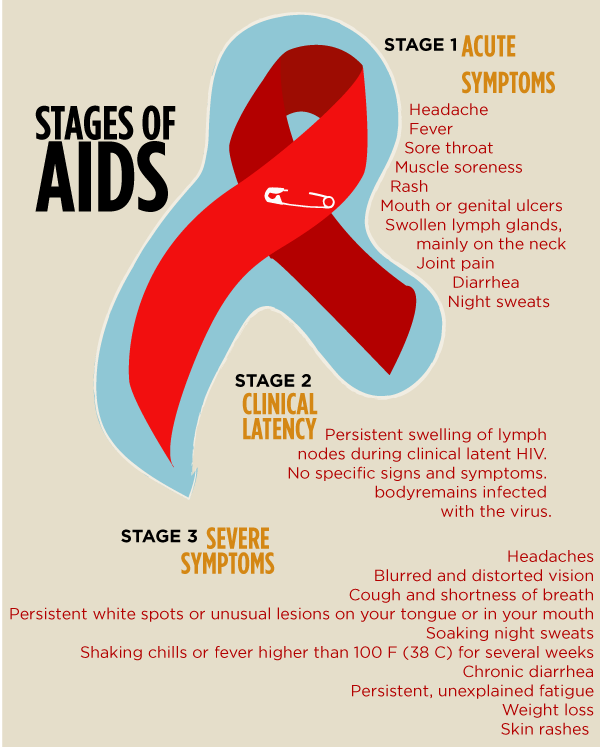 STAGES OF
AIDS
STAGE 1 ACUTE
SYMPTOMS
Headache
Fever
Sore throat
Muscle soreness
Rash
Mouth or genital ulcers
Swollen lymph glands,
mainly on the neck
Joint pain
Diarrhea
Night sweats
STAGE 2
CLINICAL
LATENCY
Persistent swelling of lymph
nodes during clinical latent HIV.
No specific signs and symptoms.
bodyremains infected
with the virus.
STAGE 3 SEVERE
SYMPTOMS
Headaches
Blurred and distorted vision
Cough and shortness of breath
Persistent white spots or unusual lesions on your tongue or in your mouth
Soaking night sweats
Shaking chills or fever higher than 100 F (38 C) for several weeks
Chronic diarrhea
Persistent, unexplained fatigue
Weight loss
Skin rashes